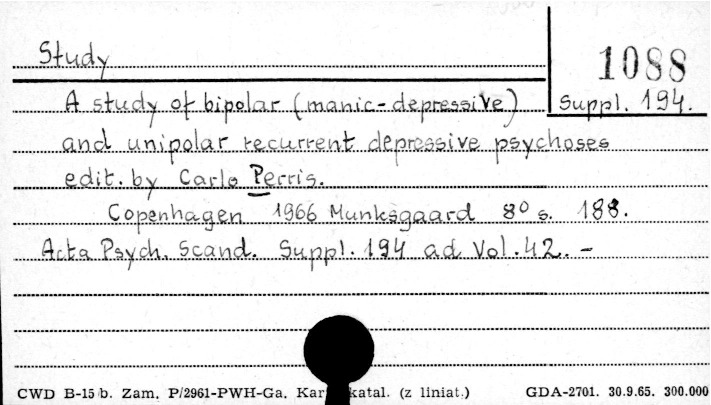 Study
1088
Suppl. 194.
A study of bipolar (manic-depressive)
and unipolar recurrent depressive psychoses
edit. by Carlo Perris.
Copenhagen 1966 Munksgaard 8⁰ s. 188.
Acta Psych. Scand. Suppl. 194 ad Vol. 42. -
CWD B-15/b. Zam. P/2961-PWH-Ga. Kar katal. (z liniat.) GDA-2701. 30.9.65. 300.000